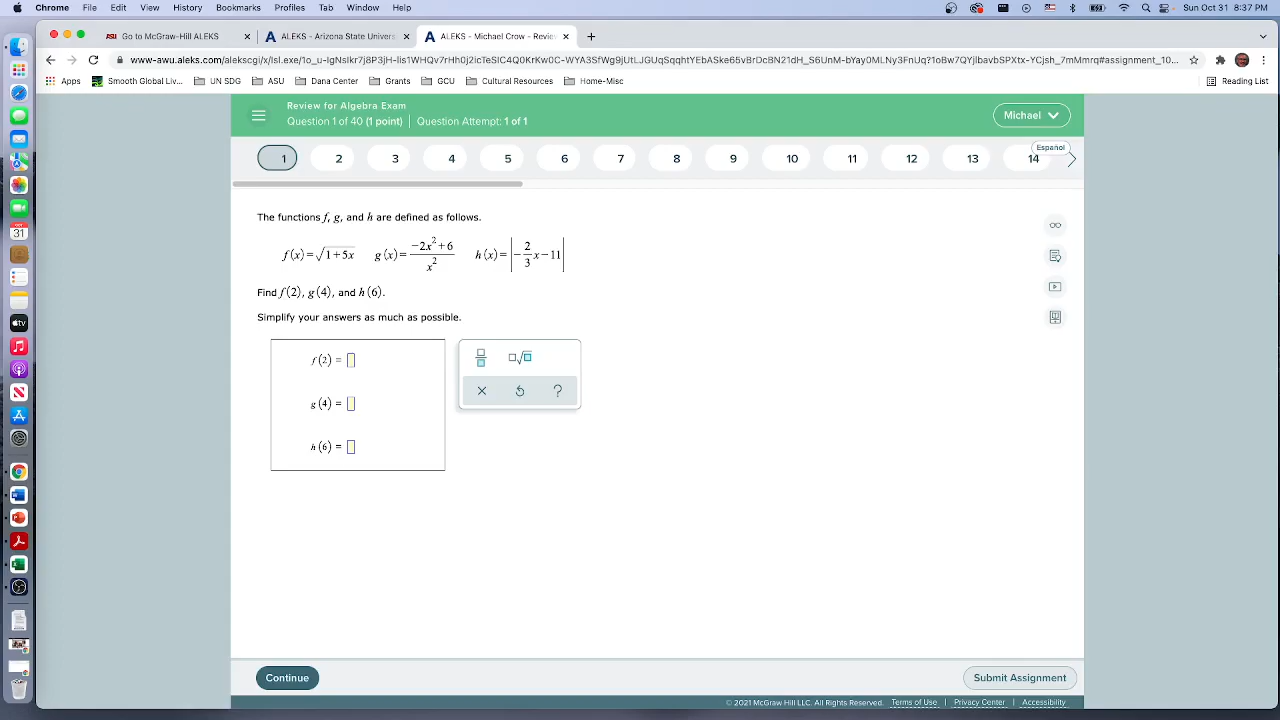 Chrome File Edit View History Bookmarks Profiles Tab Window Help Sun Oct 31 8:37 PM
ASU Go to McGraw-Hill ALEKS × A ALEKS - Arizona State Univers × A ALEKS - Michael Crow - Review × +
Apps Smooth Global Liv... UN SDG ASU Dana Center Grants GCU Cultural Resources Home-Misc Reading List
Review for Algebra Exam
Question 1 of 40 (1 point) | Question Attempt: 1 of 1
Michael
1 2 3 4 5 6 7 8 9 10 11 12 13 14
Español
The functions f, g, and h are defined as follows.
f(x)=√1+5x g(x)=−2x²+6/x² h(x)=|−2/3x−11|
Find f(2), g(4), and h(6).
Simplify your answers as much as possible.
f(2) =
g(4) =
h(6) =
× ?
OCT
31
tv
Continue
Submit Assignment
© 2021 McGraw Hill LLC. All Rights Reserved. Terms of Use | Privacy Center | Accessibility